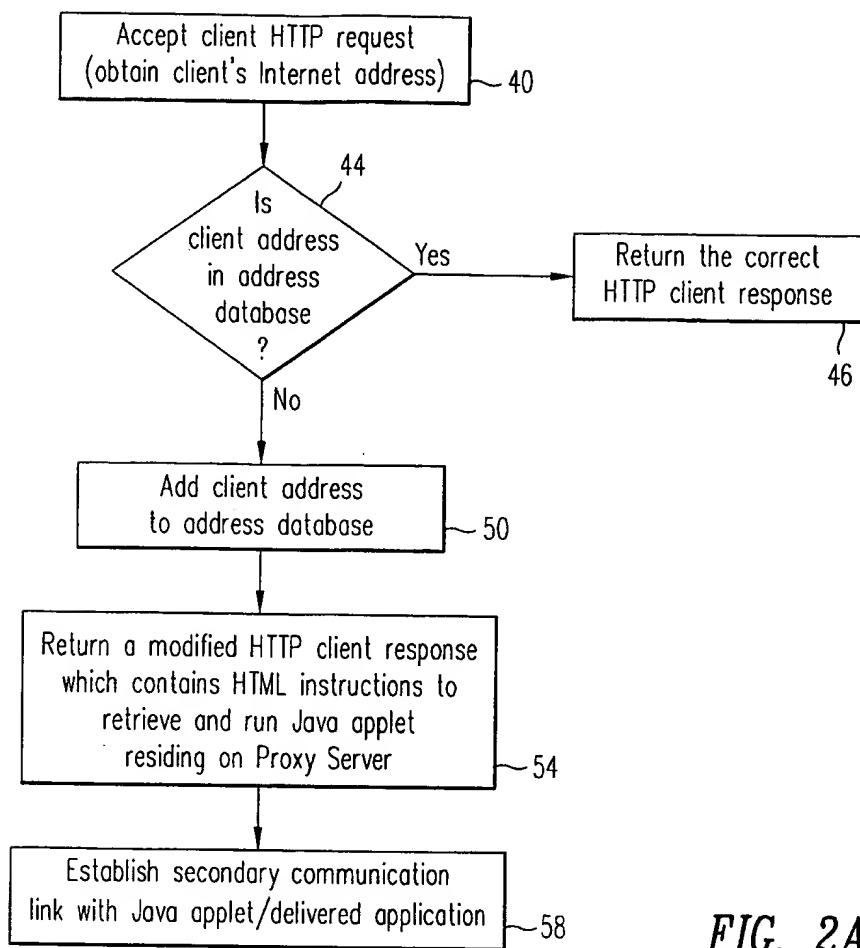 Accept client HTTP request
(obtain client's Internet address)
40
44
Is
client address
in address
database
?
Yes
Return the correct
HTTP client response
46
No
Add client address
to address database
50
Return a modified HTTP client response
which contains HTML instructions to
retrieve and run Java applet
residing on Proxy Server
54
Establish secondary communication
link with Java applet/delivered application
58
FIG. 2A